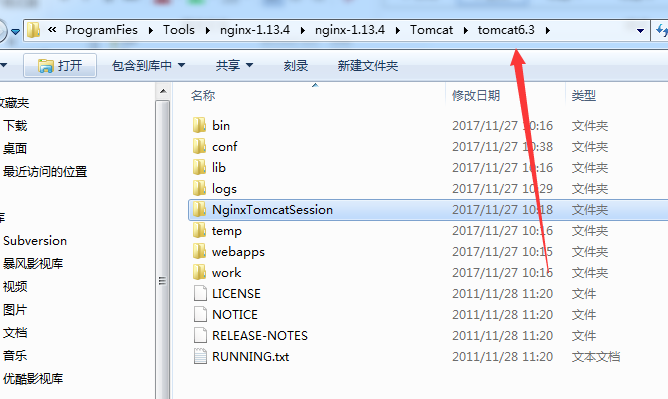 « ProgramFies ▸ Tools ▸ nginx-1.13.4 ▸ nginx-1.13.4 ▸ Tomcat ▸ tomcat6.3 ▸
打开 包含到库中 共享 刻录 新建文件夹
收藏夹
下载
桌面
最近访问的位置
库
Subversion
暴风影视库
视频
图片
文档
音乐
优酷影视库
名称 修改日期 类型
bin 2017/11/27 10:16 文件夹
conf 2017/11/27 10:38 文件夹
lib 2017/11/27 10:16 文件夹
logs 2017/11/27 10:29 文件夹
NginxTomcatSession 2017/11/27 10:18 文件夹
temp 2017/11/27 10:16 文件夹
webapps 2017/11/27 10:15 文件夹
work 2017/11/27 10:16 文件夹
LICENSE 2011/11/28 11:20 文件
NOTICE 2011/11/28 11:20 文件
RELEASE-NOTES 2011/11/28 11:20 文件
RUNNING.txt 2011/11/28 11:20 文本文档